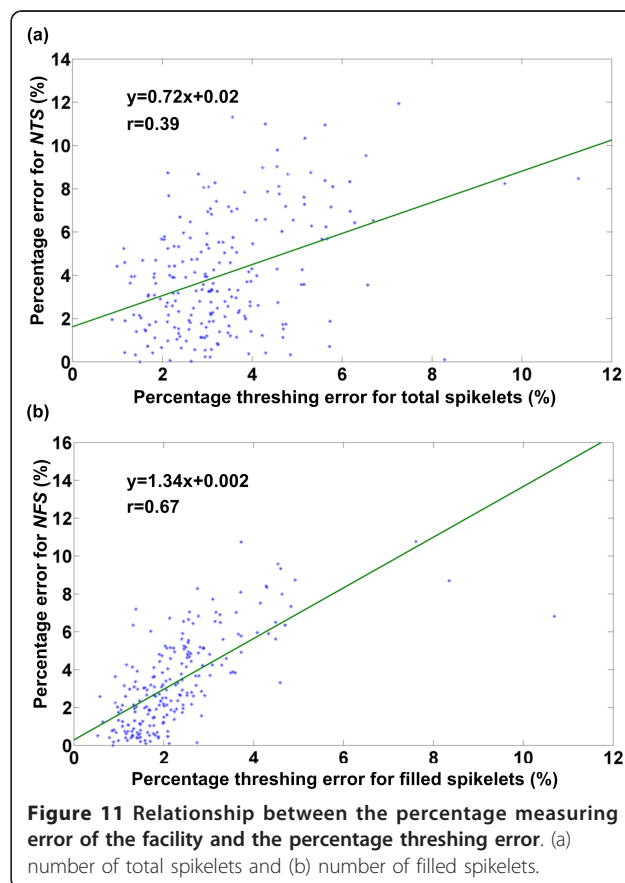 (a)
14
12
10
8
6
4
2
0
Percentage error for NTS (%)
y=0.72x+0.02
r=0.39
0 2 4 6 8 10 12
Percentage threshing error for total spikelets (%)
(b)
16
14
12
10
8
6
4
2
0
Percentage error for NFS (%)
y=1.34x+0.002
r=0.67
0 2 4 6 8 10 12
Percentage threshing error for filled spikelets (%)
Figure 11 Relationship between the percentage measuring
error of the facility and the percentage threshing error. (a)
number of total spikelets and (b) number of filled spikelets.